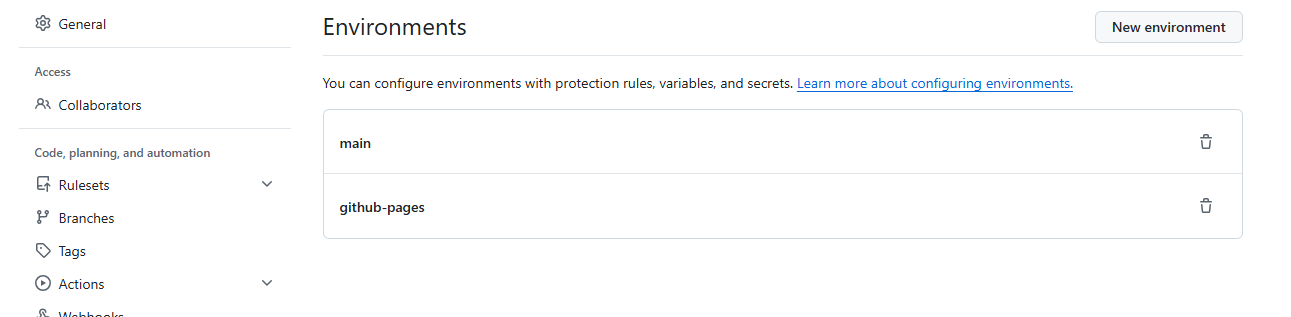 General
Access
Collaborators
Code, planning, and automation
Rulesets
Branches
Tags
Actions
Webhooks
Environments
New environment
You can configure environments with protection rules, variables, and secrets. Learn more about configuring environments.
main
github-pages